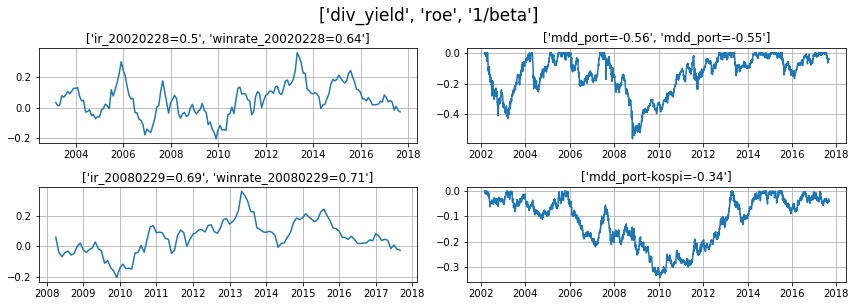 ['div_yield', 'roe', '1/beta']
['ir_20020228=0.5', 'winrate_20020228=0.64']
0.2
0.0
−0.2
2004 2006 2008 2010 2012 2014 2016 2018
['mdd_port=-0.56', 'mdd_port=-0.55']
0.0
−0.2
−0.4
2002 2004 2006 2008 2010 2012 2014 2016 2018
['ir_20080229=0.69', 'winrate_20080229=0.71']
0.2
0.0
−0.2
2008 2009 2010 2011 2012 2013 2014 2015 2016 2017 2018
['mdd_port-kospi=-0.34']
0.0
−0.1
−0.2
−0.3
2002 2004 2006 2008 2010 2012 2014 2016 2018